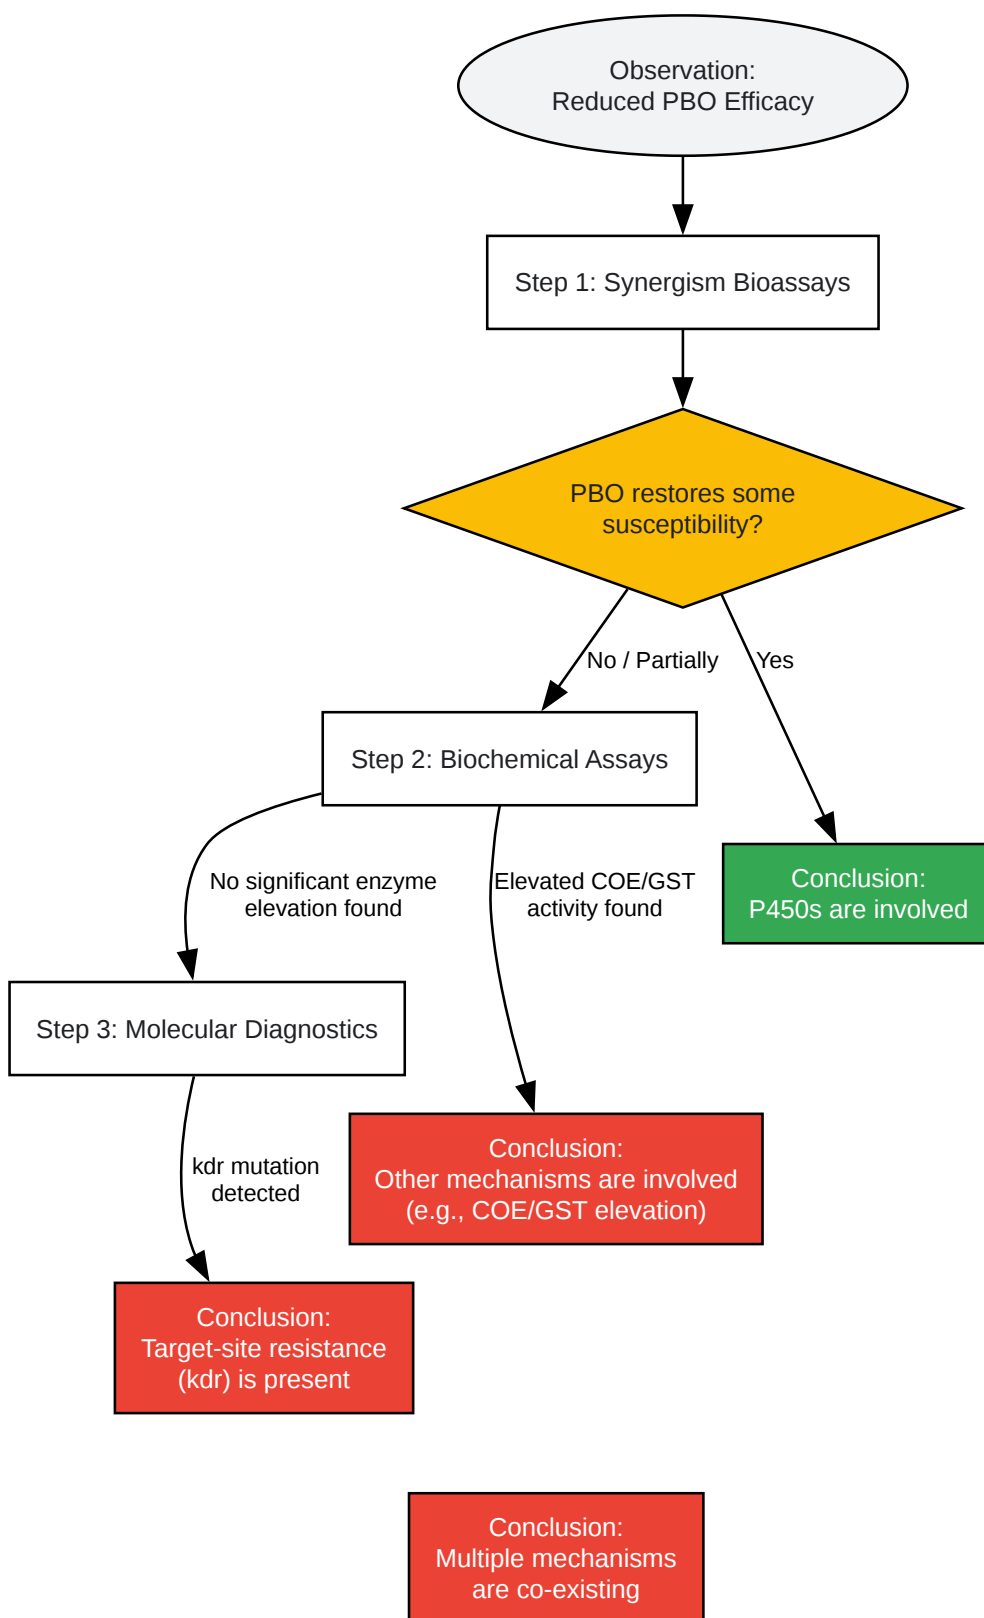 Observation:
Reduced PBO Efficacy
Step 1: Synergism Bioassays
PBO restores some
susceptibility?
No / Partially
Yes
Step 2: Biochemical Assays
No significant enzyme
elevation found
Elevated COE/GST
activity found
Conclusion:
P450s are involved
Step 3: Molecular Diagnostics
kdr mutation
detected
Conclusion:
Other mechanisms are involved
(e.g., COE/GST elevation)
Conclusion:
Target-site resistance
(kdr) is present
Conclusion:
Multiple mechanisms
are co-existing